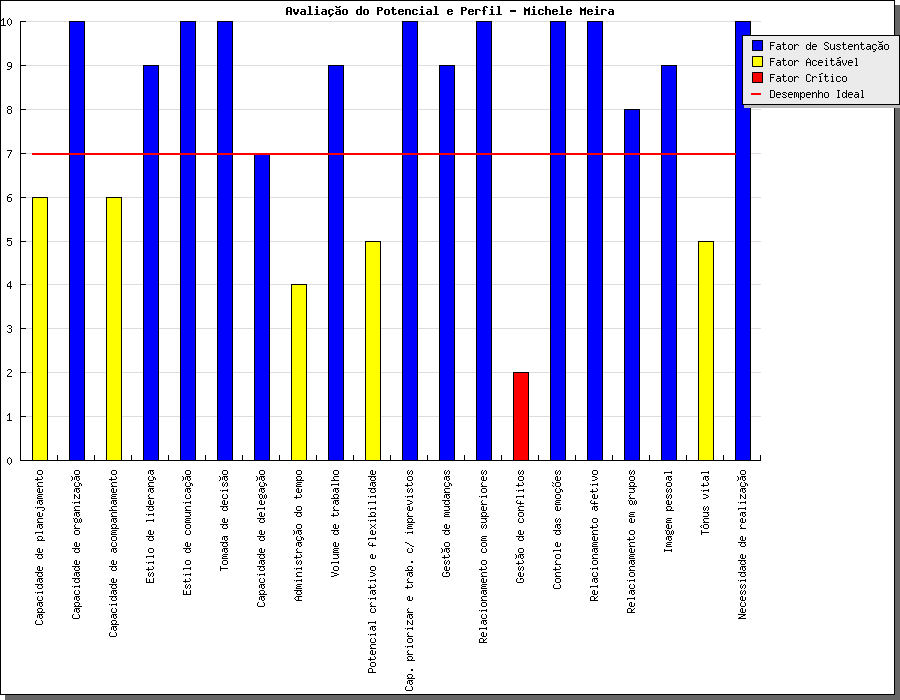 Avaliação do Potencial e Perfil - Michele Meira
10
9
8
7
6
5
4
3
2
1
0
Fator de Sustentação
Fator Aceitável
Fator Crítico
Desempenho Ideal
Capacidade de planejamento
Capacidade de organização
Capacidade de acompanhamento
Estilo de liderança
Estilo de comunicação
Tomada de decisão
Capacidade de delegação
Administração do tempo
Volume de trabalho
Potencial criativo e flexibilidade
Cap. priorizar e trab. c/ imprevistos
Gestão de mudanças
Relacionamento com superiores
Gestão de conflitos
Controle das emoções
Relacionamento afetivo
Relacionamento em grupos
Imagem pessoal
Tônus vital
Necessidade de realização